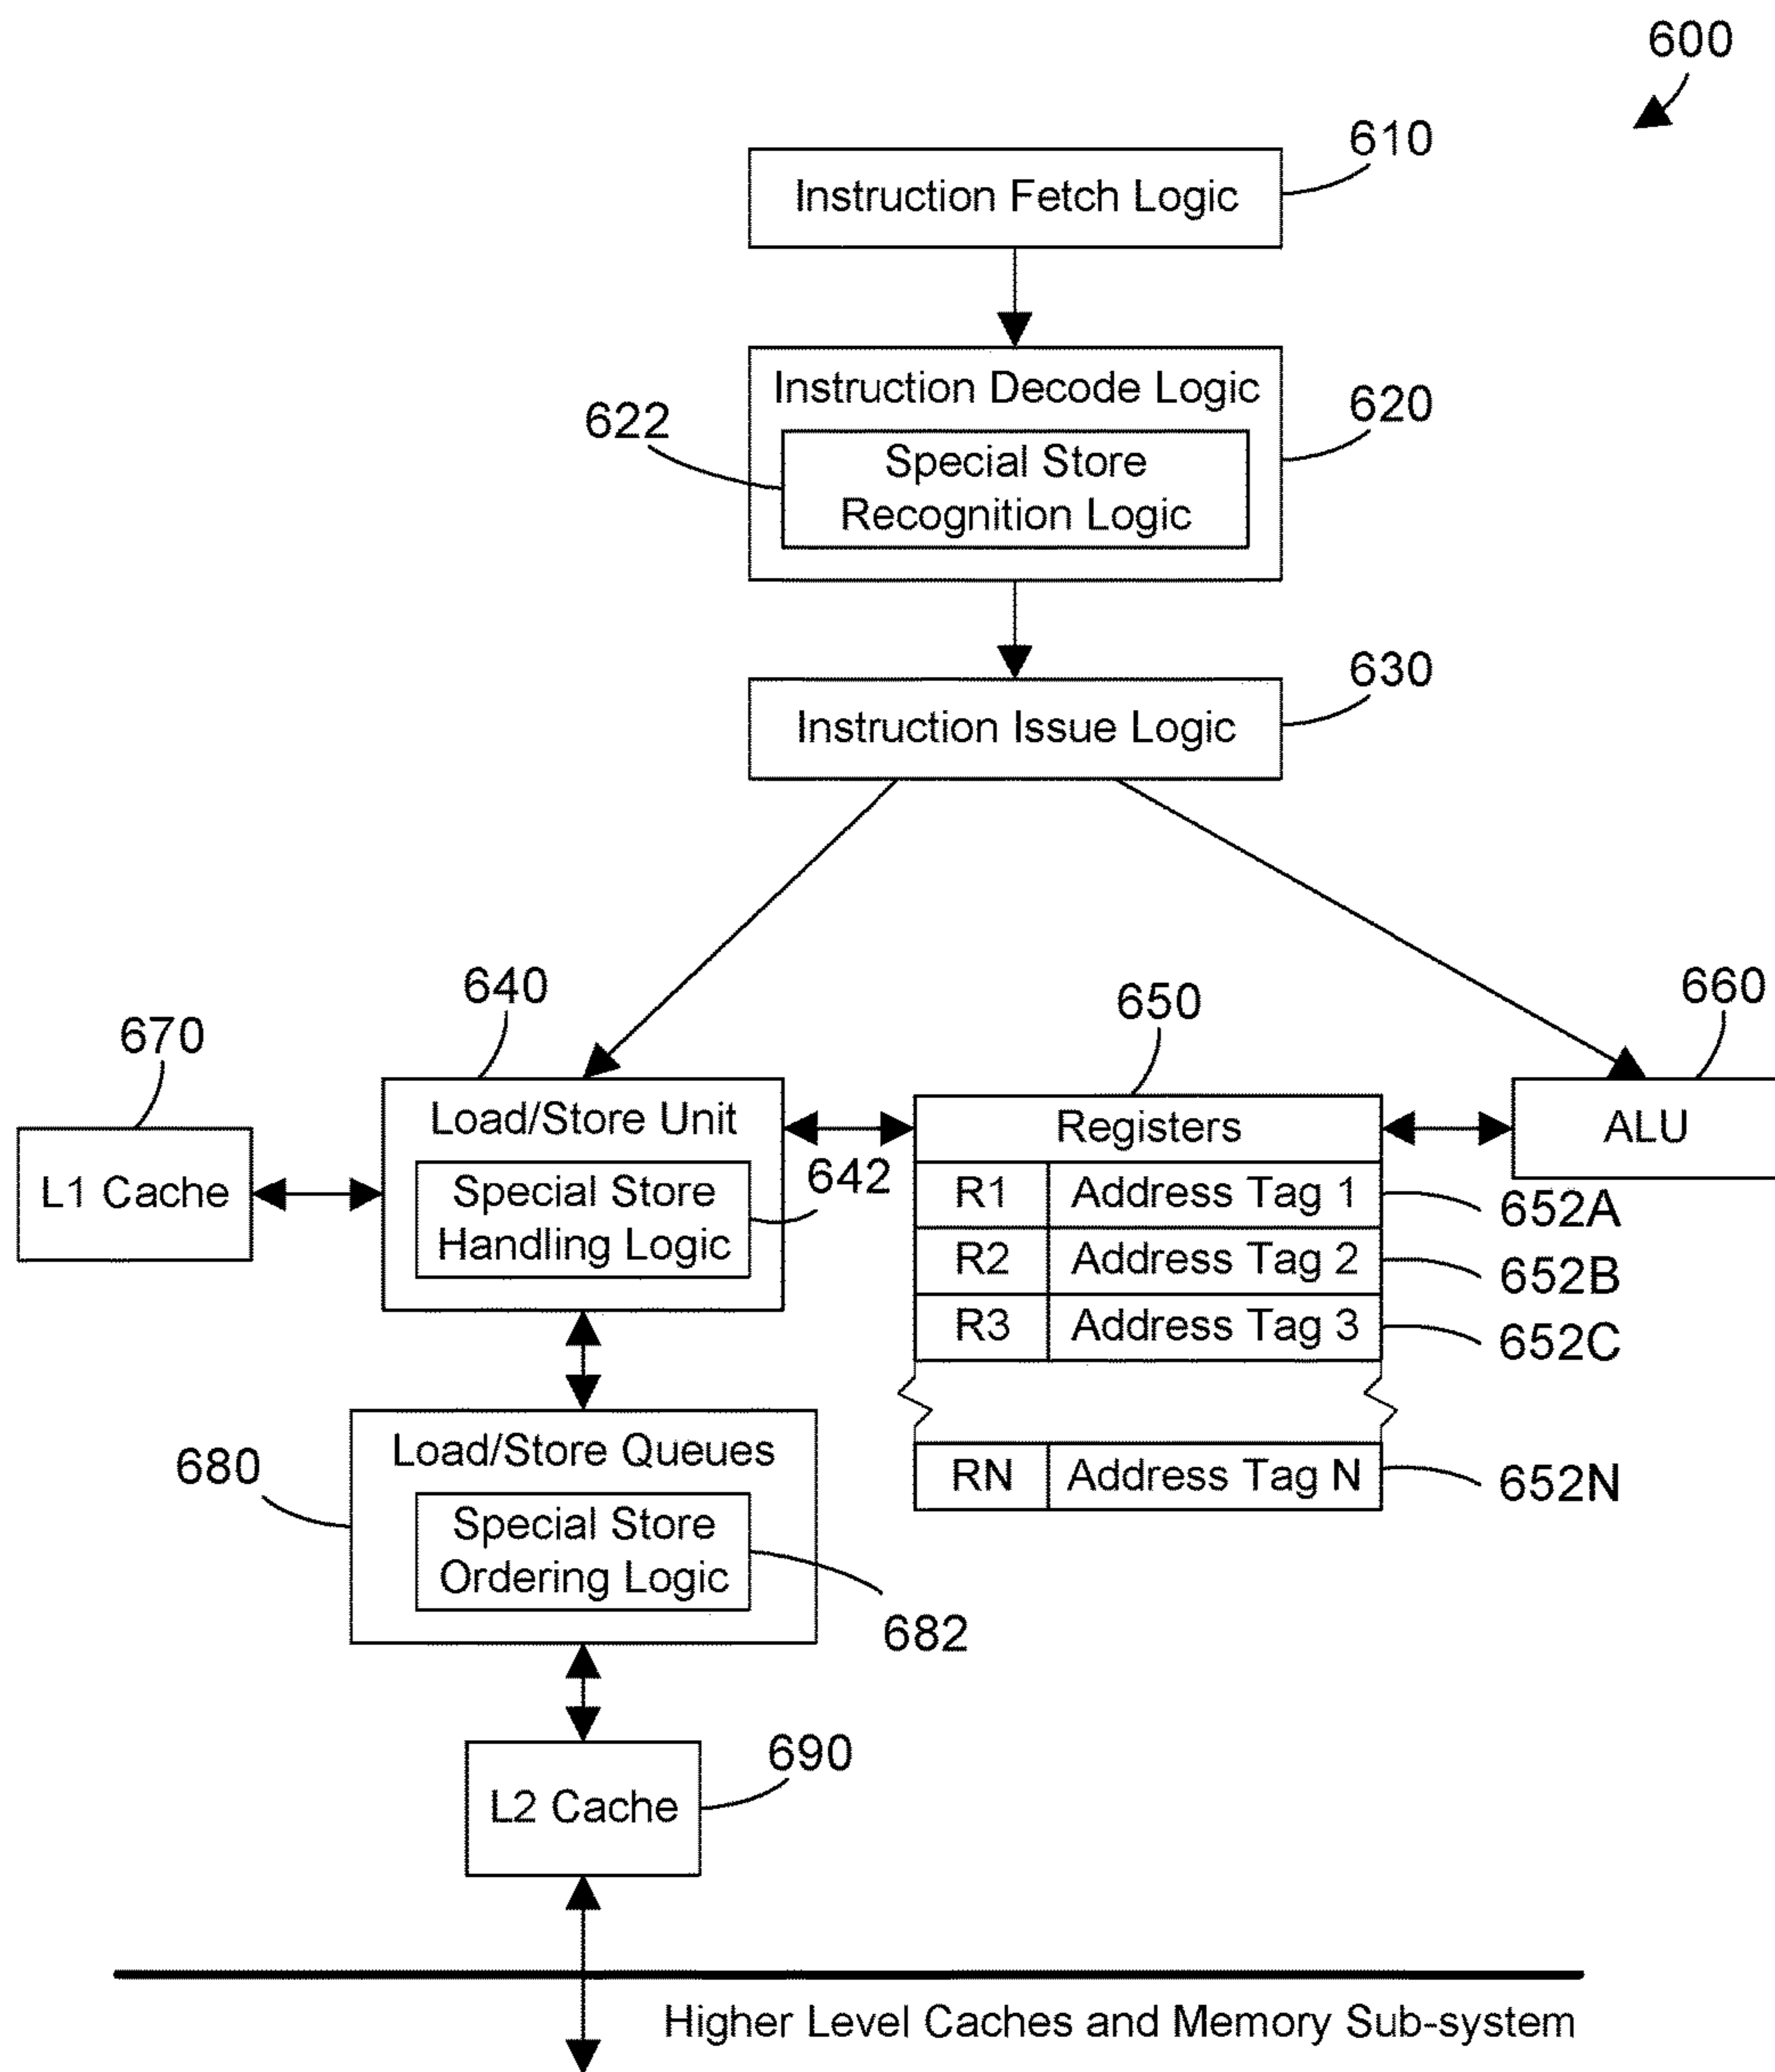 600
610
Instruction Fetch Logic
Instruction Decode Logic
620
622
Special Store
Recognition Logic
630
Instruction Issue Logic
640
650
660
670
Load/Store Unit
Registers
ALU
L1 Cache
Special Store
Handling Logic
642
R1 Address Tag 1
652A
R2 Address Tag 2
652B
R3 Address Tag 3
652C
680
Load/Store Queues
RN Address Tag N
652N
Special Store
Ordering Logic
682
690
L2 Cache
Higher Level Caches and Memory Sub-system